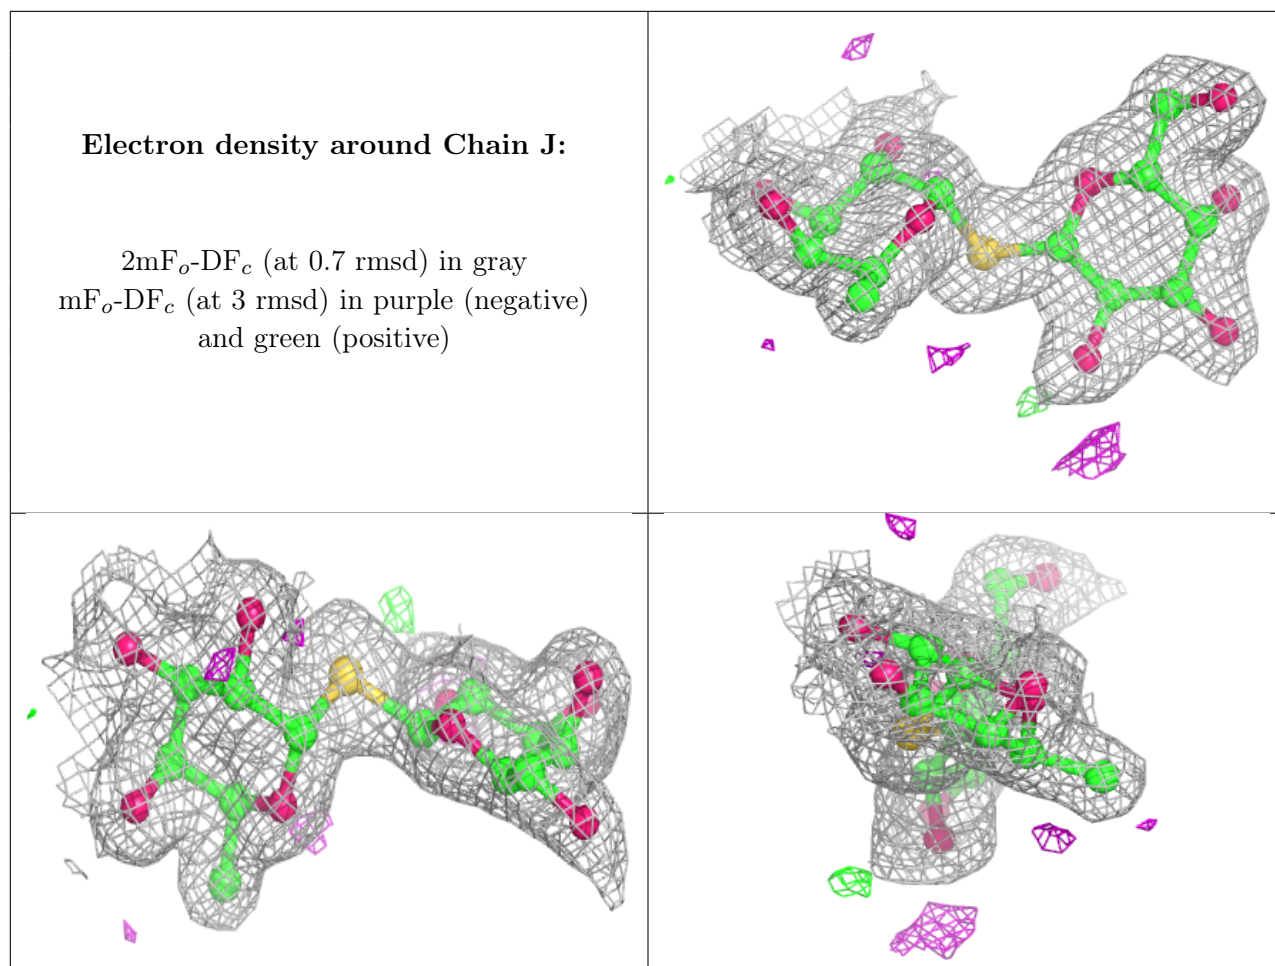 Electron density around Chain J:
2mFₒ-DF𝑐 (at 0.7 rmsd) in gray
mFₒ-DF𝑐 (at 3 rmsd) in purple (negative)
and green (positive)